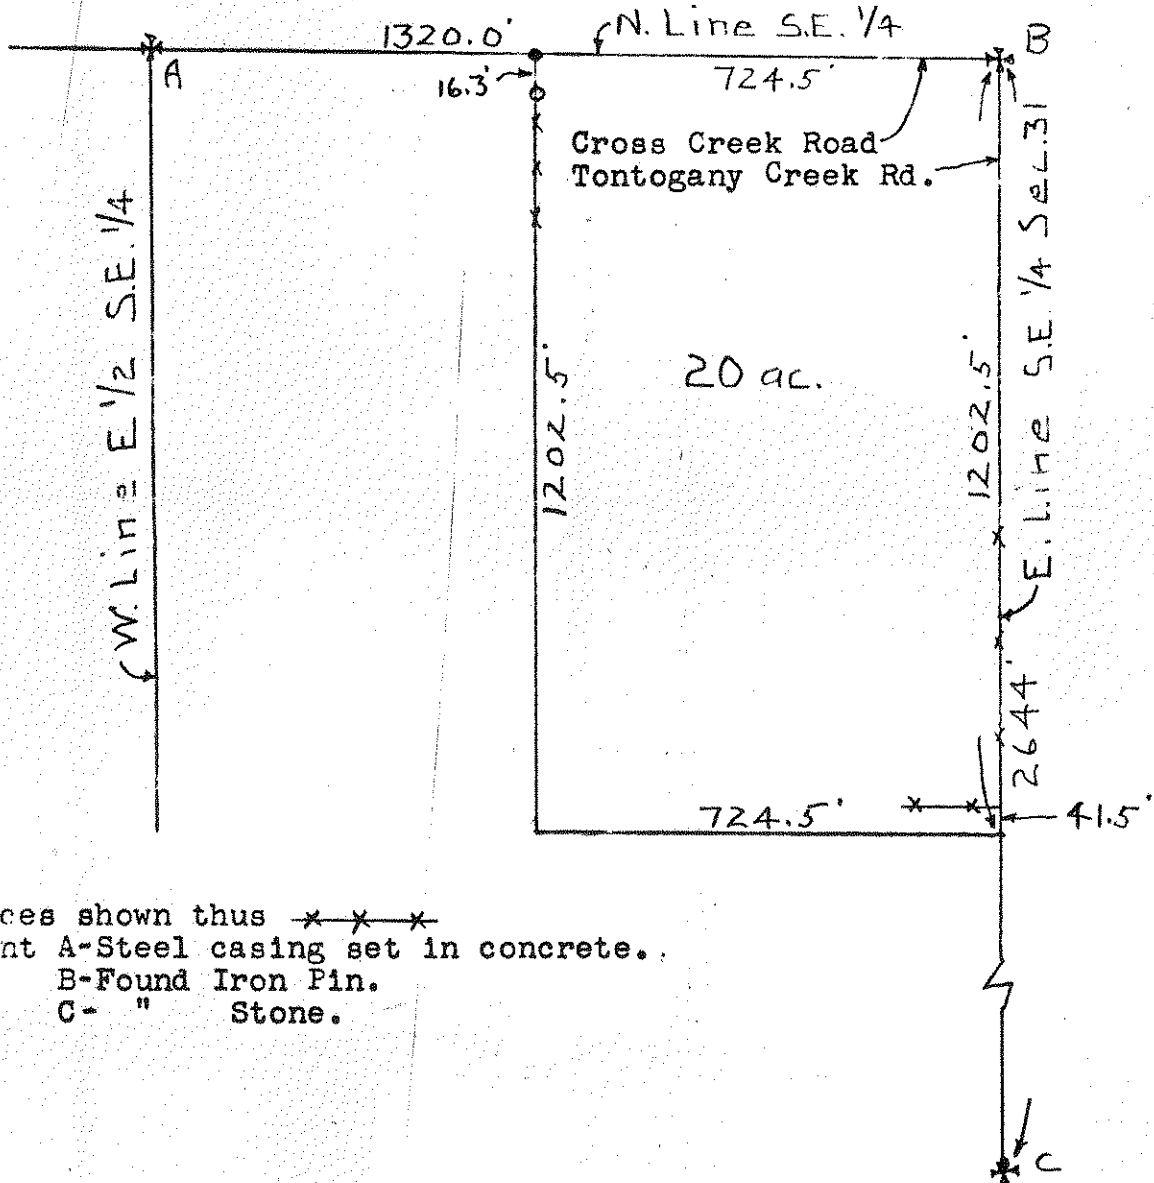 1320.0'
N. Line S.E. 1/4
B
A
16.3'
724.5'
Cross Creek Road
Tontogany Creek Rd.
W. Line E 1/2 S.E. 1/4
1202.5'
20 ac.
1202.5'
E. Line S.E 1/4 Sec. 31
2644'
724.5'
41.5'
ces shown thus
nt A-Steel casing set in concrete.
B-Found Iron Pin.
C- " Stone.
C